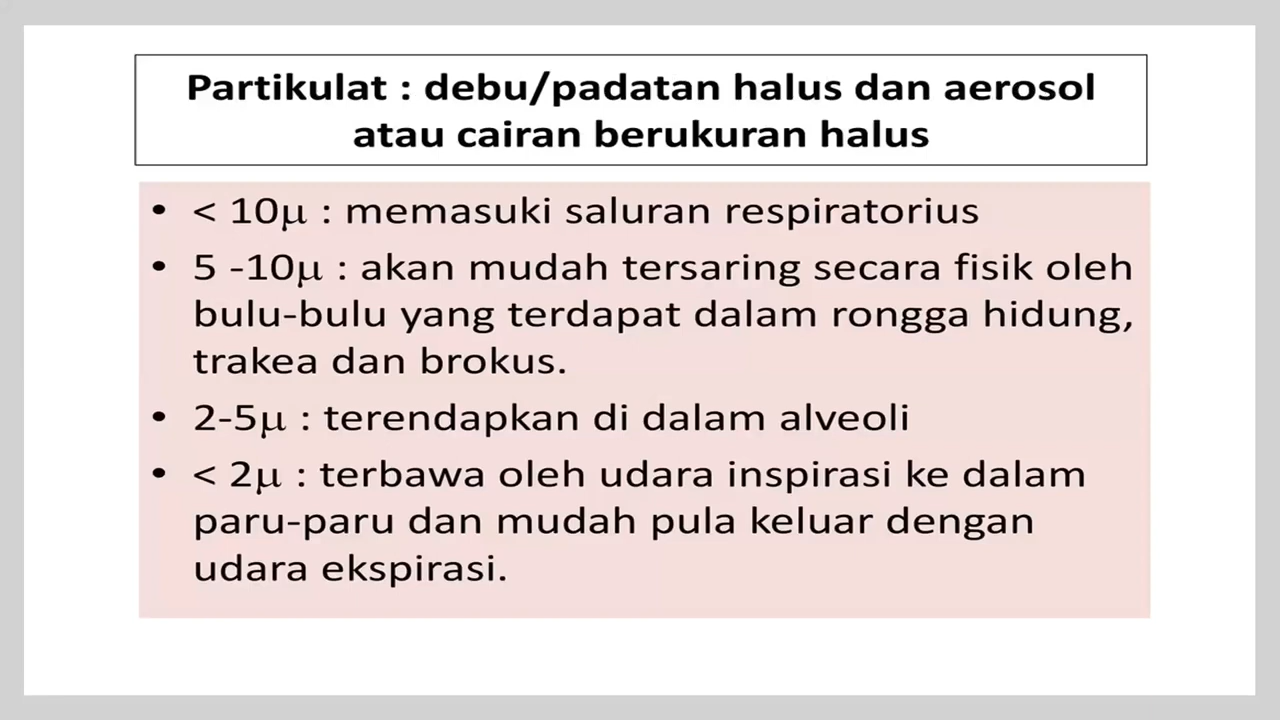 Partikulat : debu/padatan halus dan aerosol
atau cairan berukuran halus
• < 10μ : memasuki saluran respiratorius
• 5 -10μ : akan mudah tersaring secara fisik oleh
bulu-bulu yang terdapat dalam rongga hidung,
trakea dan brokus.
• 2-5μ : terendapkan di dalam alveoli
• < 2μ : terbawa oleh udara inspirasi ke dalam
paru-paru dan mudah pula keluar dengan
udara ekspirasi.